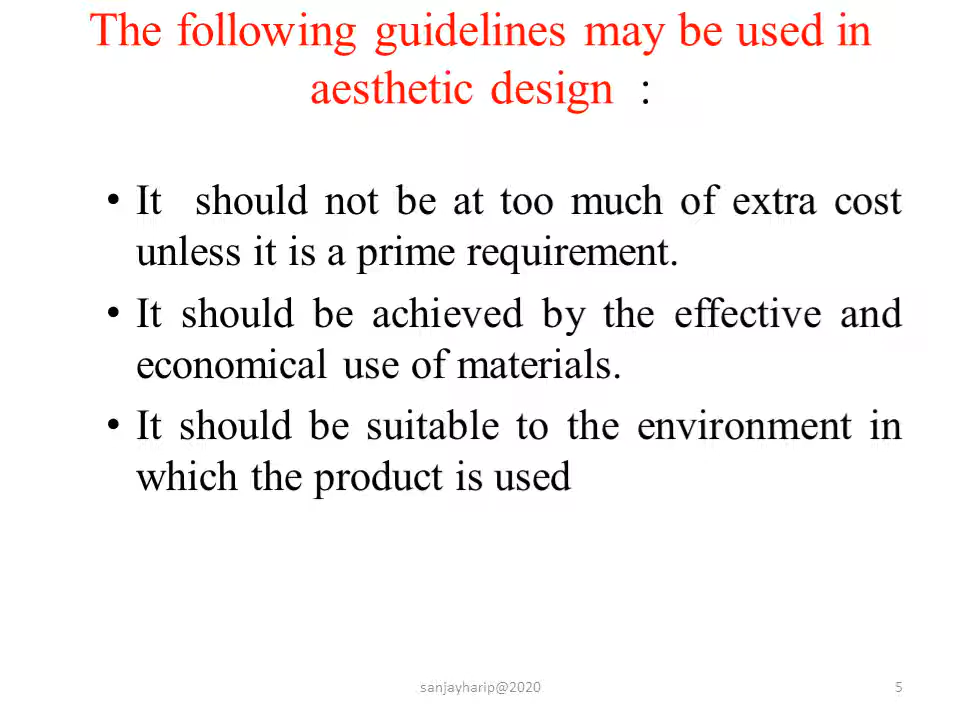 The following guidelines may be used in
aesthetic design :
• It should not be at too much of extra cost
unless it is a prime requirement.
• It should be achieved by the effective and
economical use of materials.
• It should be suitable to the environment in
which the product is used
sanjayharip@2020
5